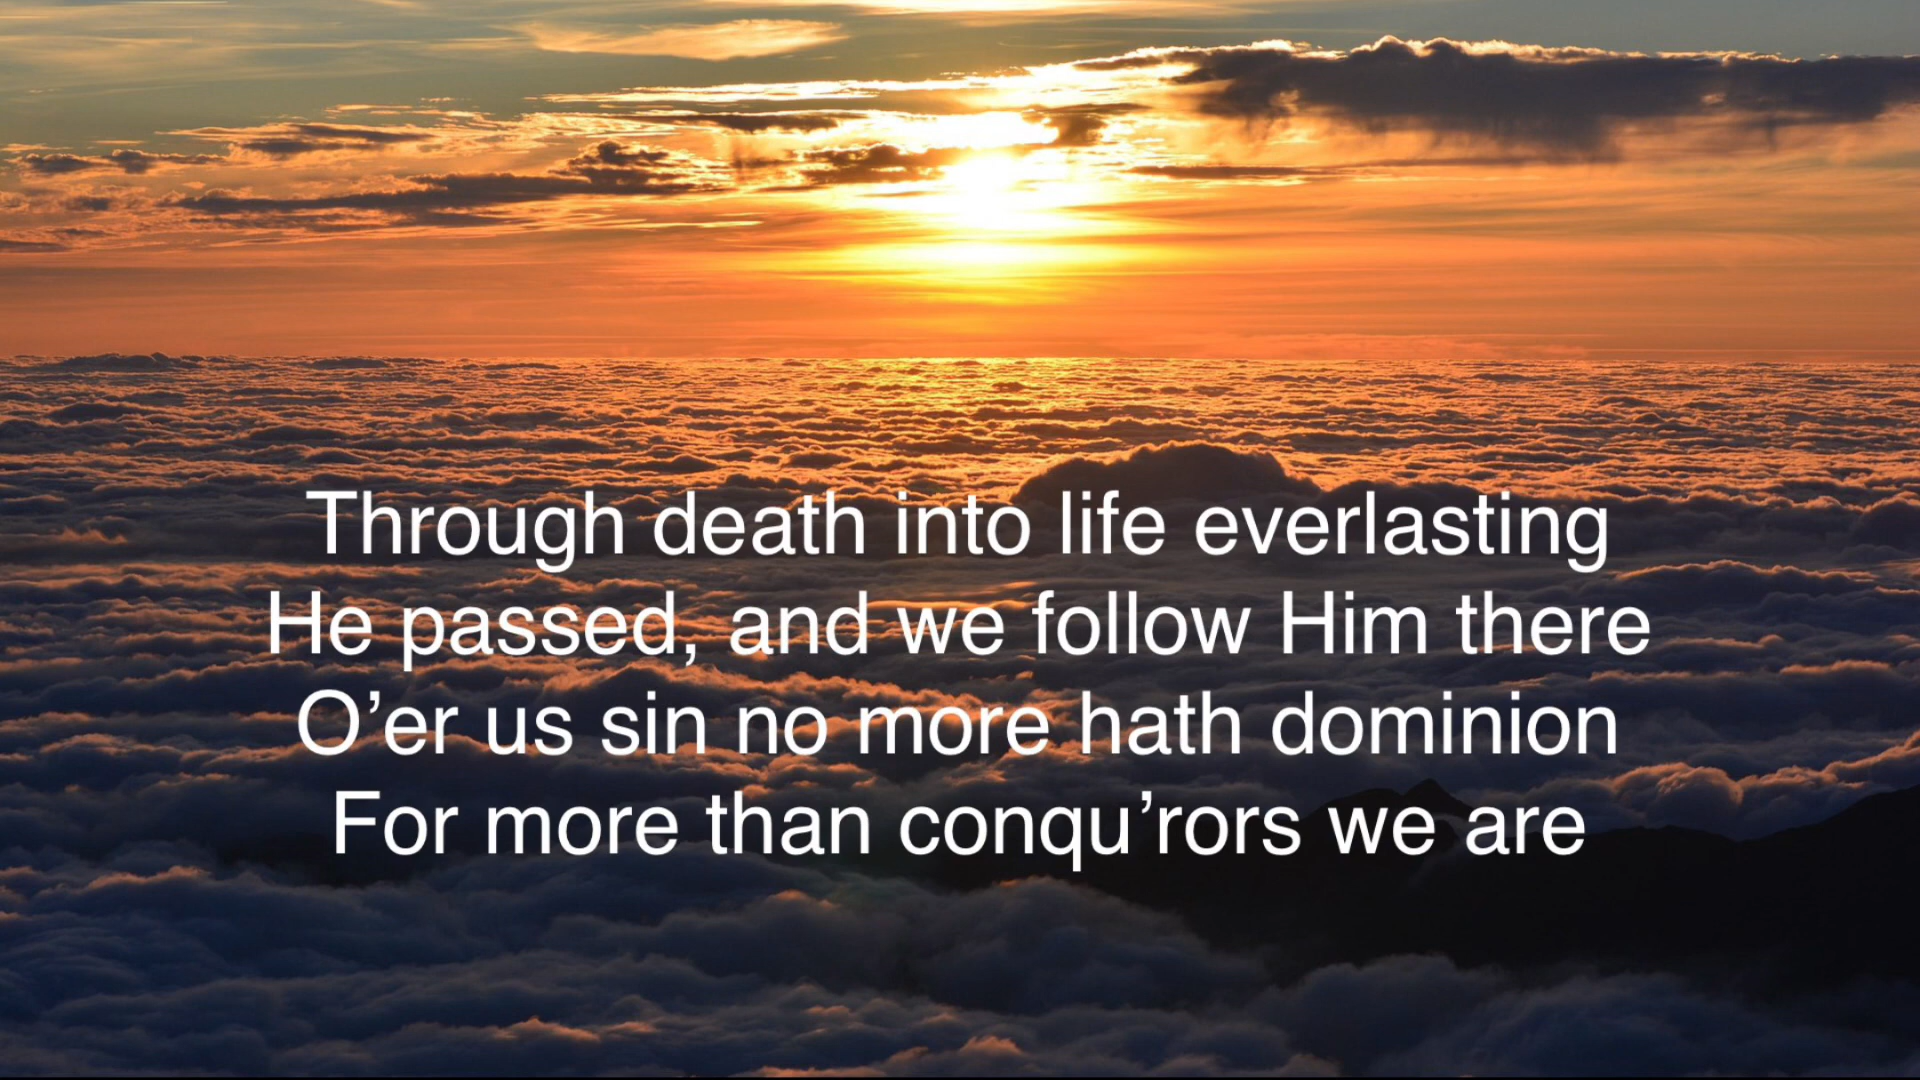 Through death into life everlasting
He passed, and we follow Him there
O’er us sin no more hath dominion
For more than conqu’rors we are